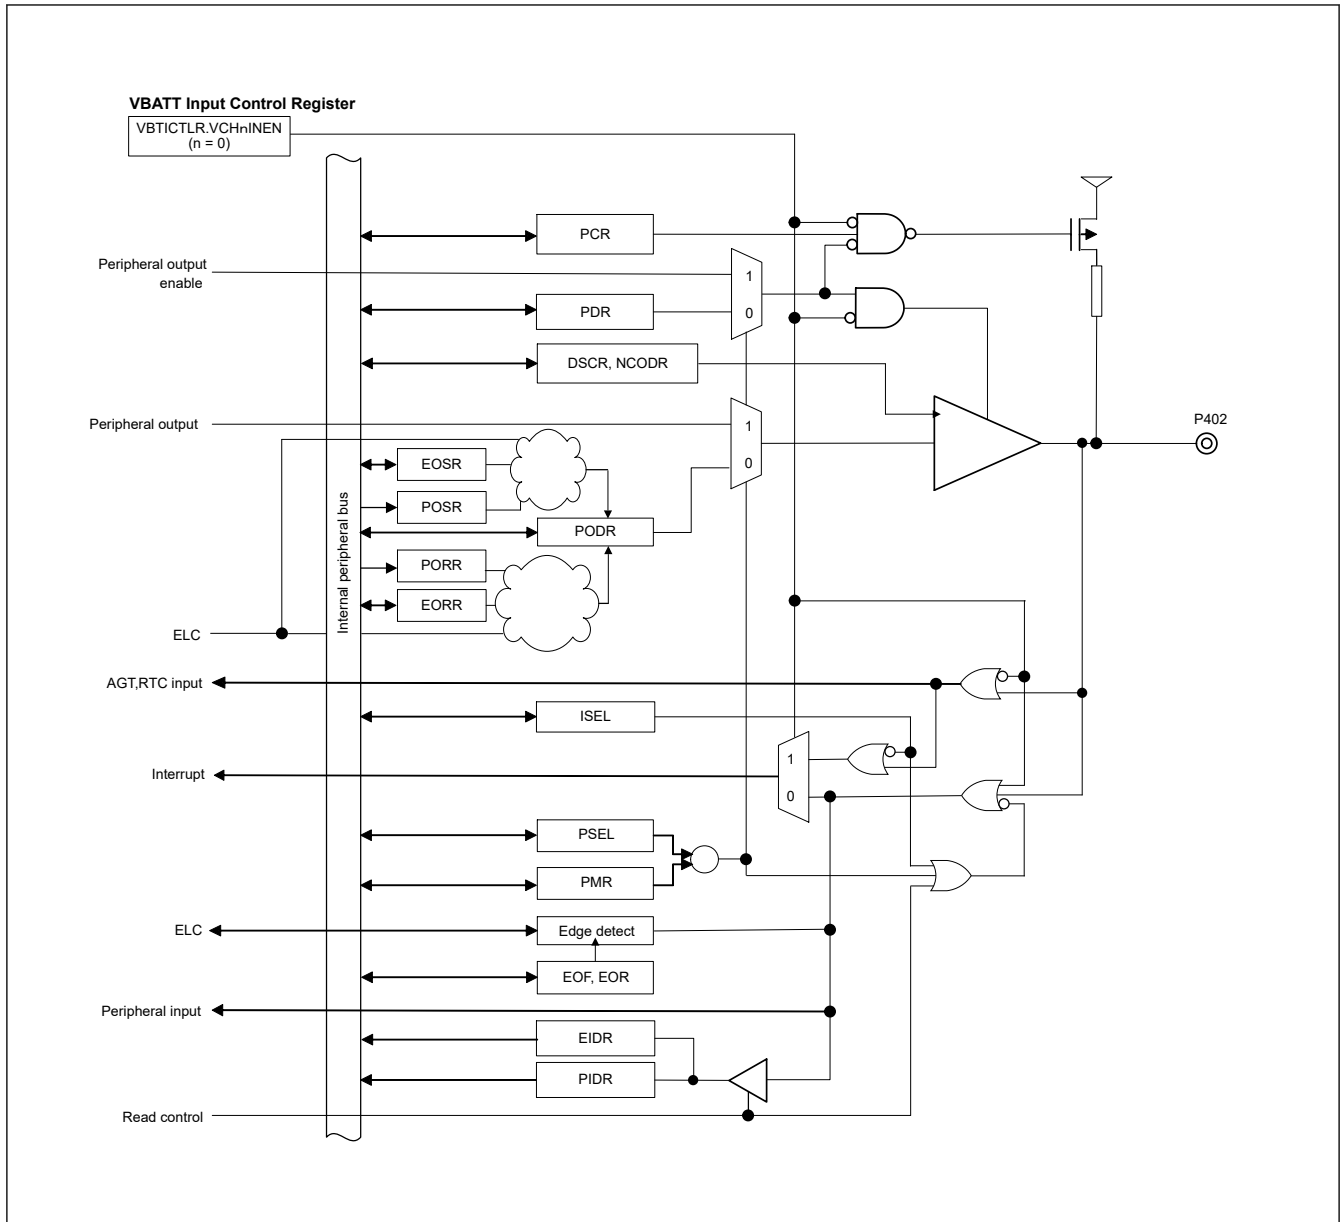 VBATT Input Control Register
VBTICTLR.VCHnINEN
(n = 0)
PCR
Peripheral output
enable
1
0
PDR
DSCR, NCODR
Peripheral output
1
0
P402
EOSR
POSR
PODR
PORR
EORR
Internal peripheral bus
ELC
AGT,RTC input
ISEL
Interrupt
1
0
PSEL
PMR
ELC
Edge detect
EOF, EOR
Peripheral input
EIDR
PIDR
Read control